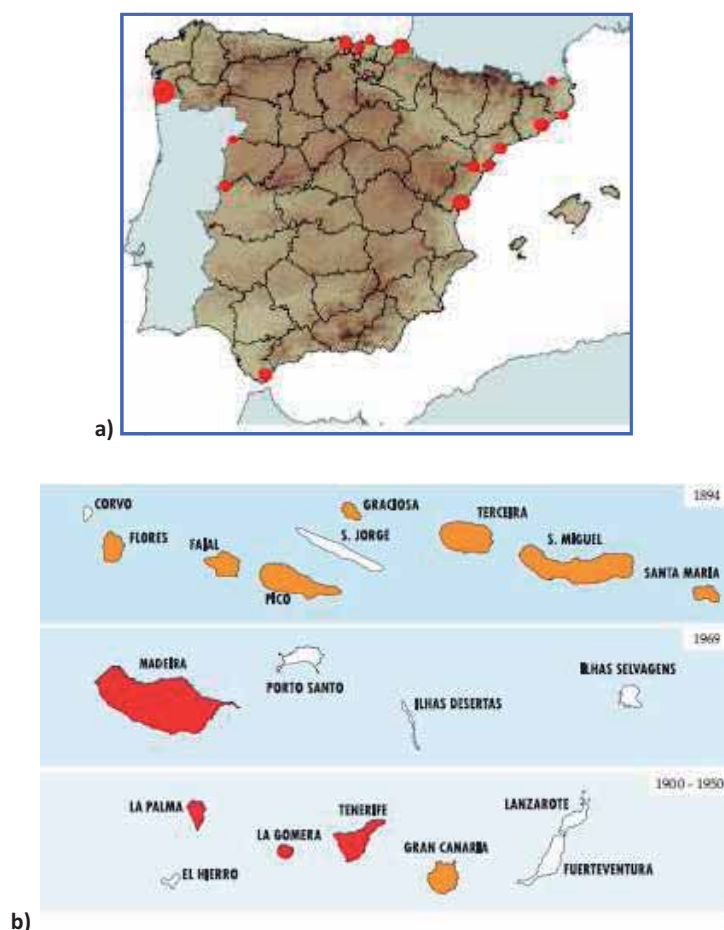 a)
1894
CORVO
GRACIOSA
TERCEIRA
FLORES
S. JORGE
S. MIGUEL
FAIAL
SANTA MARIA
PICO
1969
MADEIRA
ILHAS SELVAGENS
PORTO SANTO
ILHAS DESERTAS
1900 - 1950
LA PALMA
TENERIFE
LANZAROTE
LA GOMERA
GRAN CANARIA
EL HIERRO
FUERTEVENTURA
b)